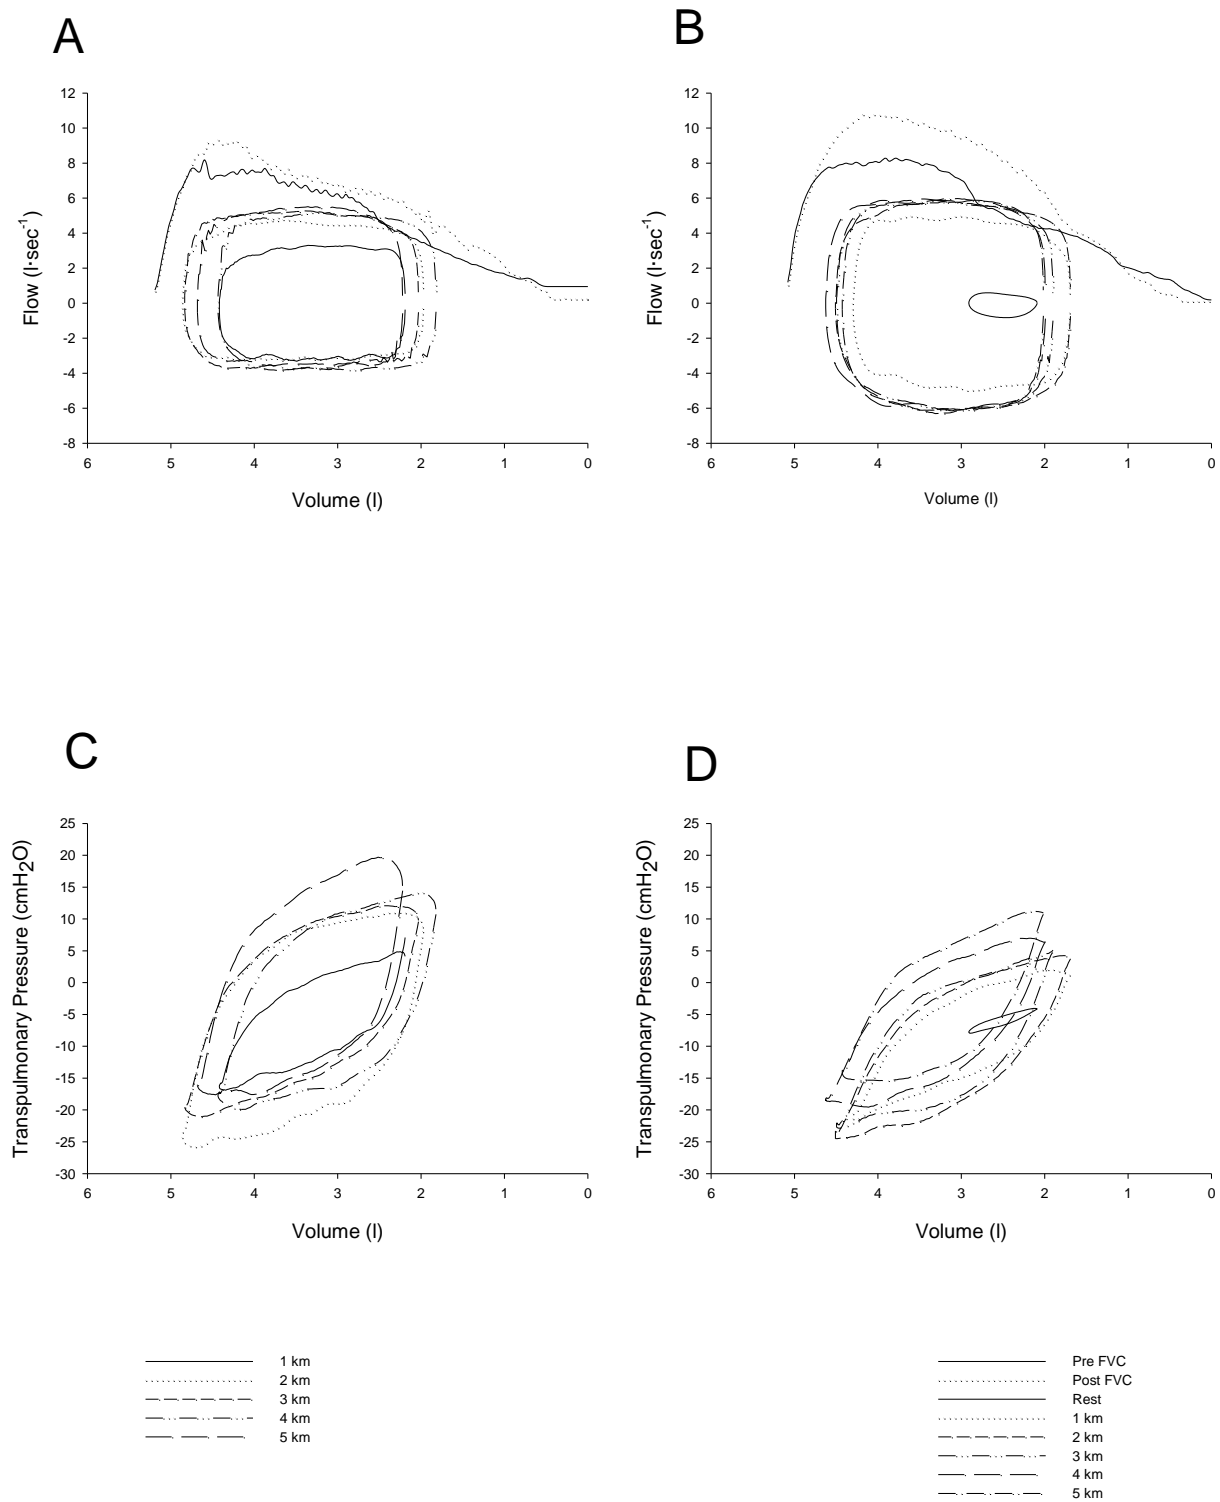 A
B
12
10
8
6
4
2
0
-2
-4
-6
-8
Flow (l·sec-1)
6 5 4 3 2 1 0
Volume (l)
12
10
8
6
4
2
0
-2
-4
-6
-8
Flow (l·sec-1)
6 5 4 3 2 1 0
Volume (l)
C
D
25
20
15
10
5
0
-5
-10
-15
-20
-25
-30
Transpulmonary Pressure (cmH2O)
6 5 4 3 2 1 0
Volume (l)
25
20
15
10
5
0
-5
-10
-15
-20
-25
-30
Transpulmonary Pressure (cmH2O)
6 5 4 3 2 1 0
Volume (l)
1 km
2 km
3 km
4 km
5 km
Pre FVC
Post FVC
Rest
1 km
2 km
3 km
4 km
5 km